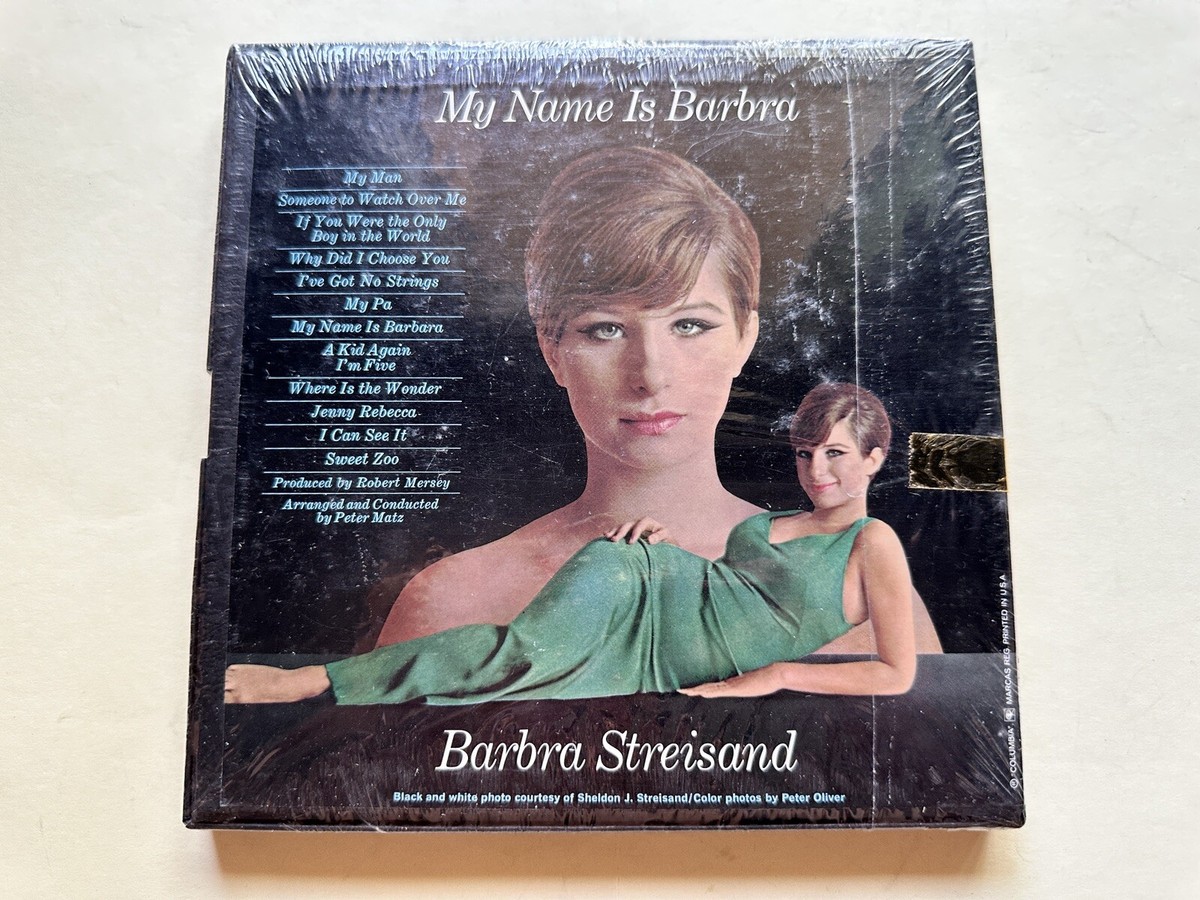 My Name Is Barbra
My Man
Someone to Watch Over Me
If You Were the Only
Boy in the World
Why Did I Choose You
I've Got No Strings
My Pa
My Name Is Barbara
A Kid Again
I'm Five
Where Is the Wonder
Jenny Rebecca
I Can See It
Sweet Zoo
Produced by Robert Mersey
Arranged and Conducted
by Peter Matz
Barbra Streisand
Black and white photo courtesy of Sheldon J. Streisand/Color photos by Peter Oliver
® "COLUMBIA" MARCAS REG. PRINTED IN U.S.A.